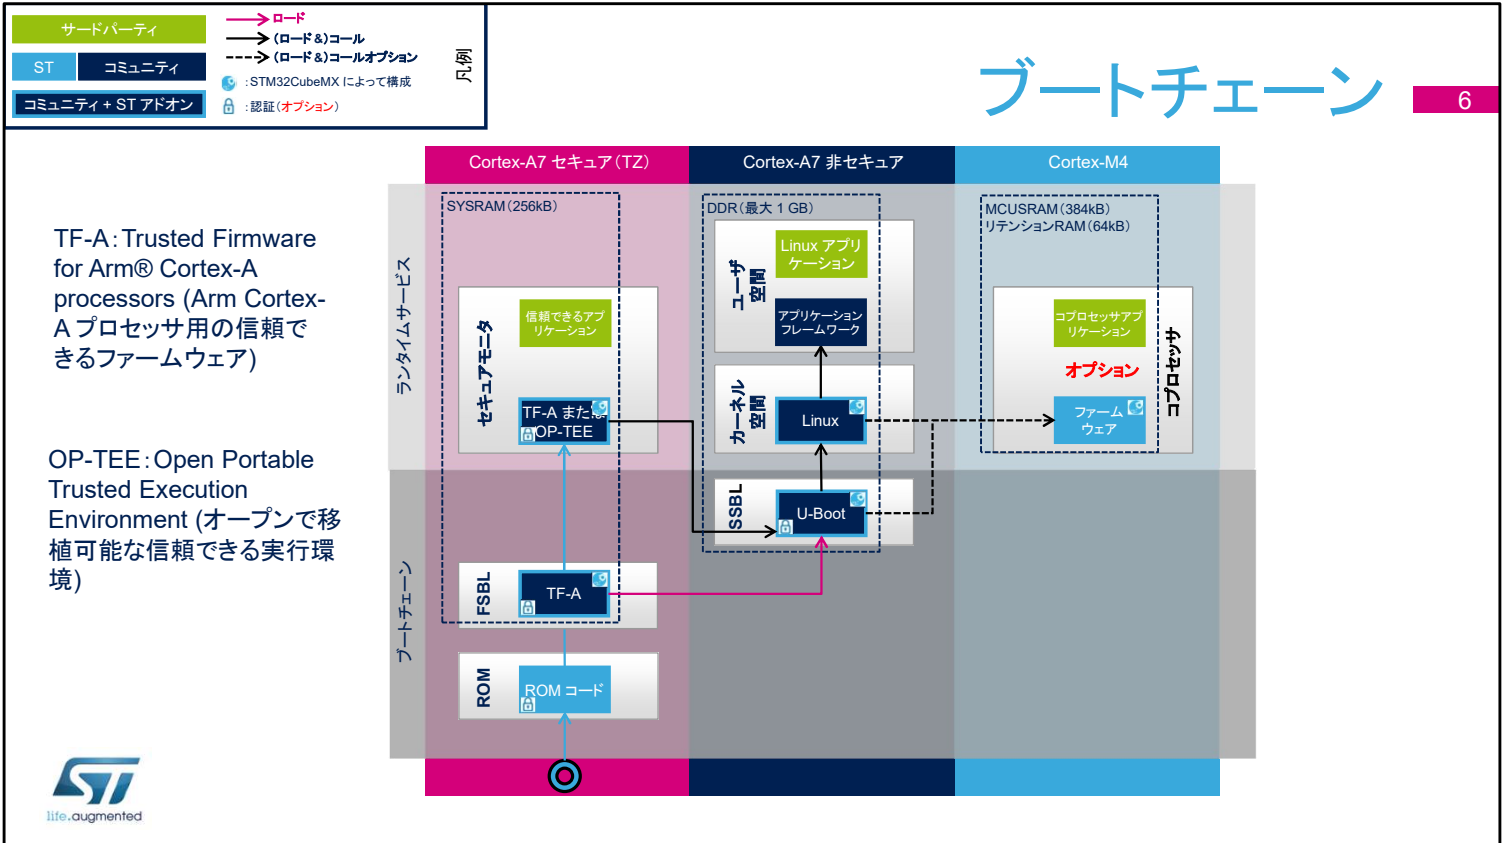 サードパーティ
ST
コミュニティ
コミュニティ + ST アドオン
ロード
(ロード&)コール
(ロード&)コールオプション
:STM32CubeMX によって構成
:認証(オプション)
凡例
ブートチェーン
6
Cortex-A7 セキュア(TZ)
Cortex-A7 非セキュア
Cortex-M4
TF-A:Trusted Firmware
for Arm® Cortex-A
processors (Arm Cortex-
A プロセッサ用の信頼で
きるファームウェア)
OP-TEE:Open Portable
Trusted Execution
Environment (オープンで移
植可能な信頼できる実行環
境)
ランタイムサービス
ブートチェーン
SYSRAM(256kB)
セキュアモニタ
信頼できるアプ
リケーション
TF-A または
OP-TEE
FSBL
TF-A
ROM
ROM コード
DDR(最大 1 GB)
ユーザ
空間
Linux アプリ
ケーション
アプリケーション
フレームワーク
カーネル
空間
Linux
SSBL
U-Boot
MCUSRAM(384kB)
リテンションRAM(64kB)
コプロセッサアプ
リケーション
オプション
ファーム
ウェア
コプロセッサ
ST
life.augmented